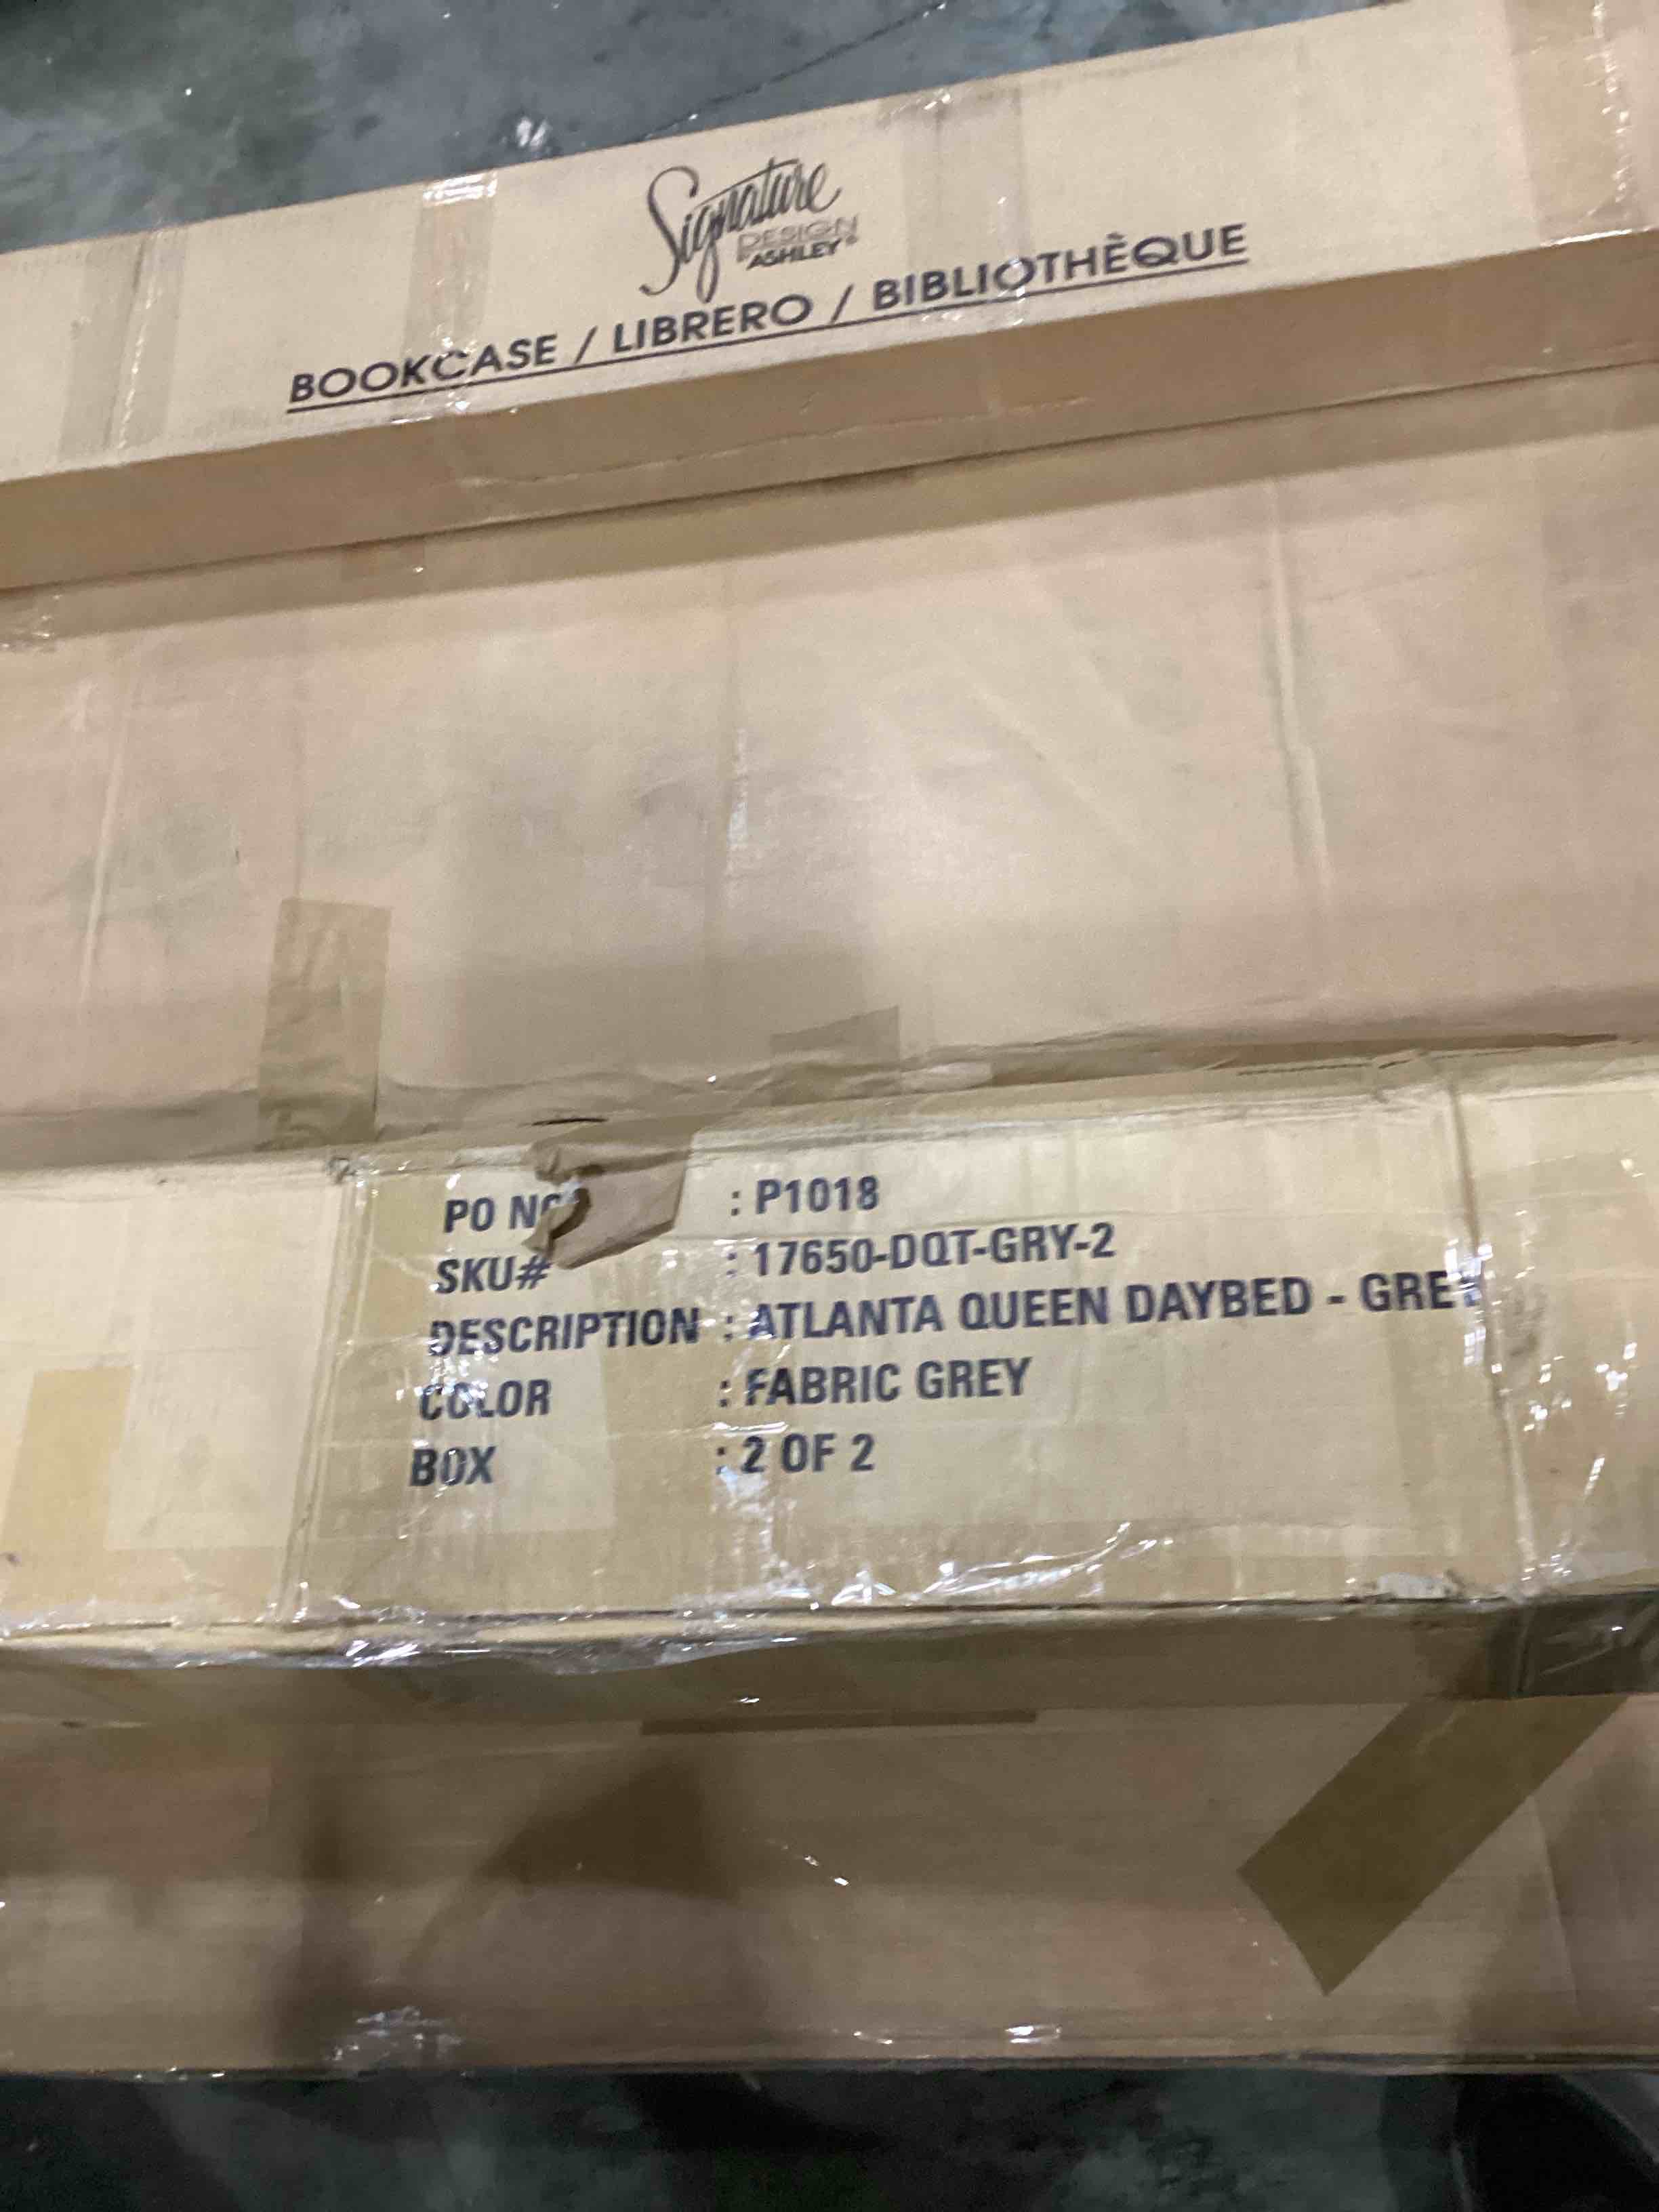 Signature
DESIGN
BY ASHLEY®
BOOKCASE / LIBRERO / BIBLIOTHÈQUE
PO NO : P1018
SKU# : 17650-DQT-GRY-2
DESCRIPTION : ATLANTA QUEEN DAYBED - GREY
COLOR : FABRIC GREY
BOX : 2 OF 2